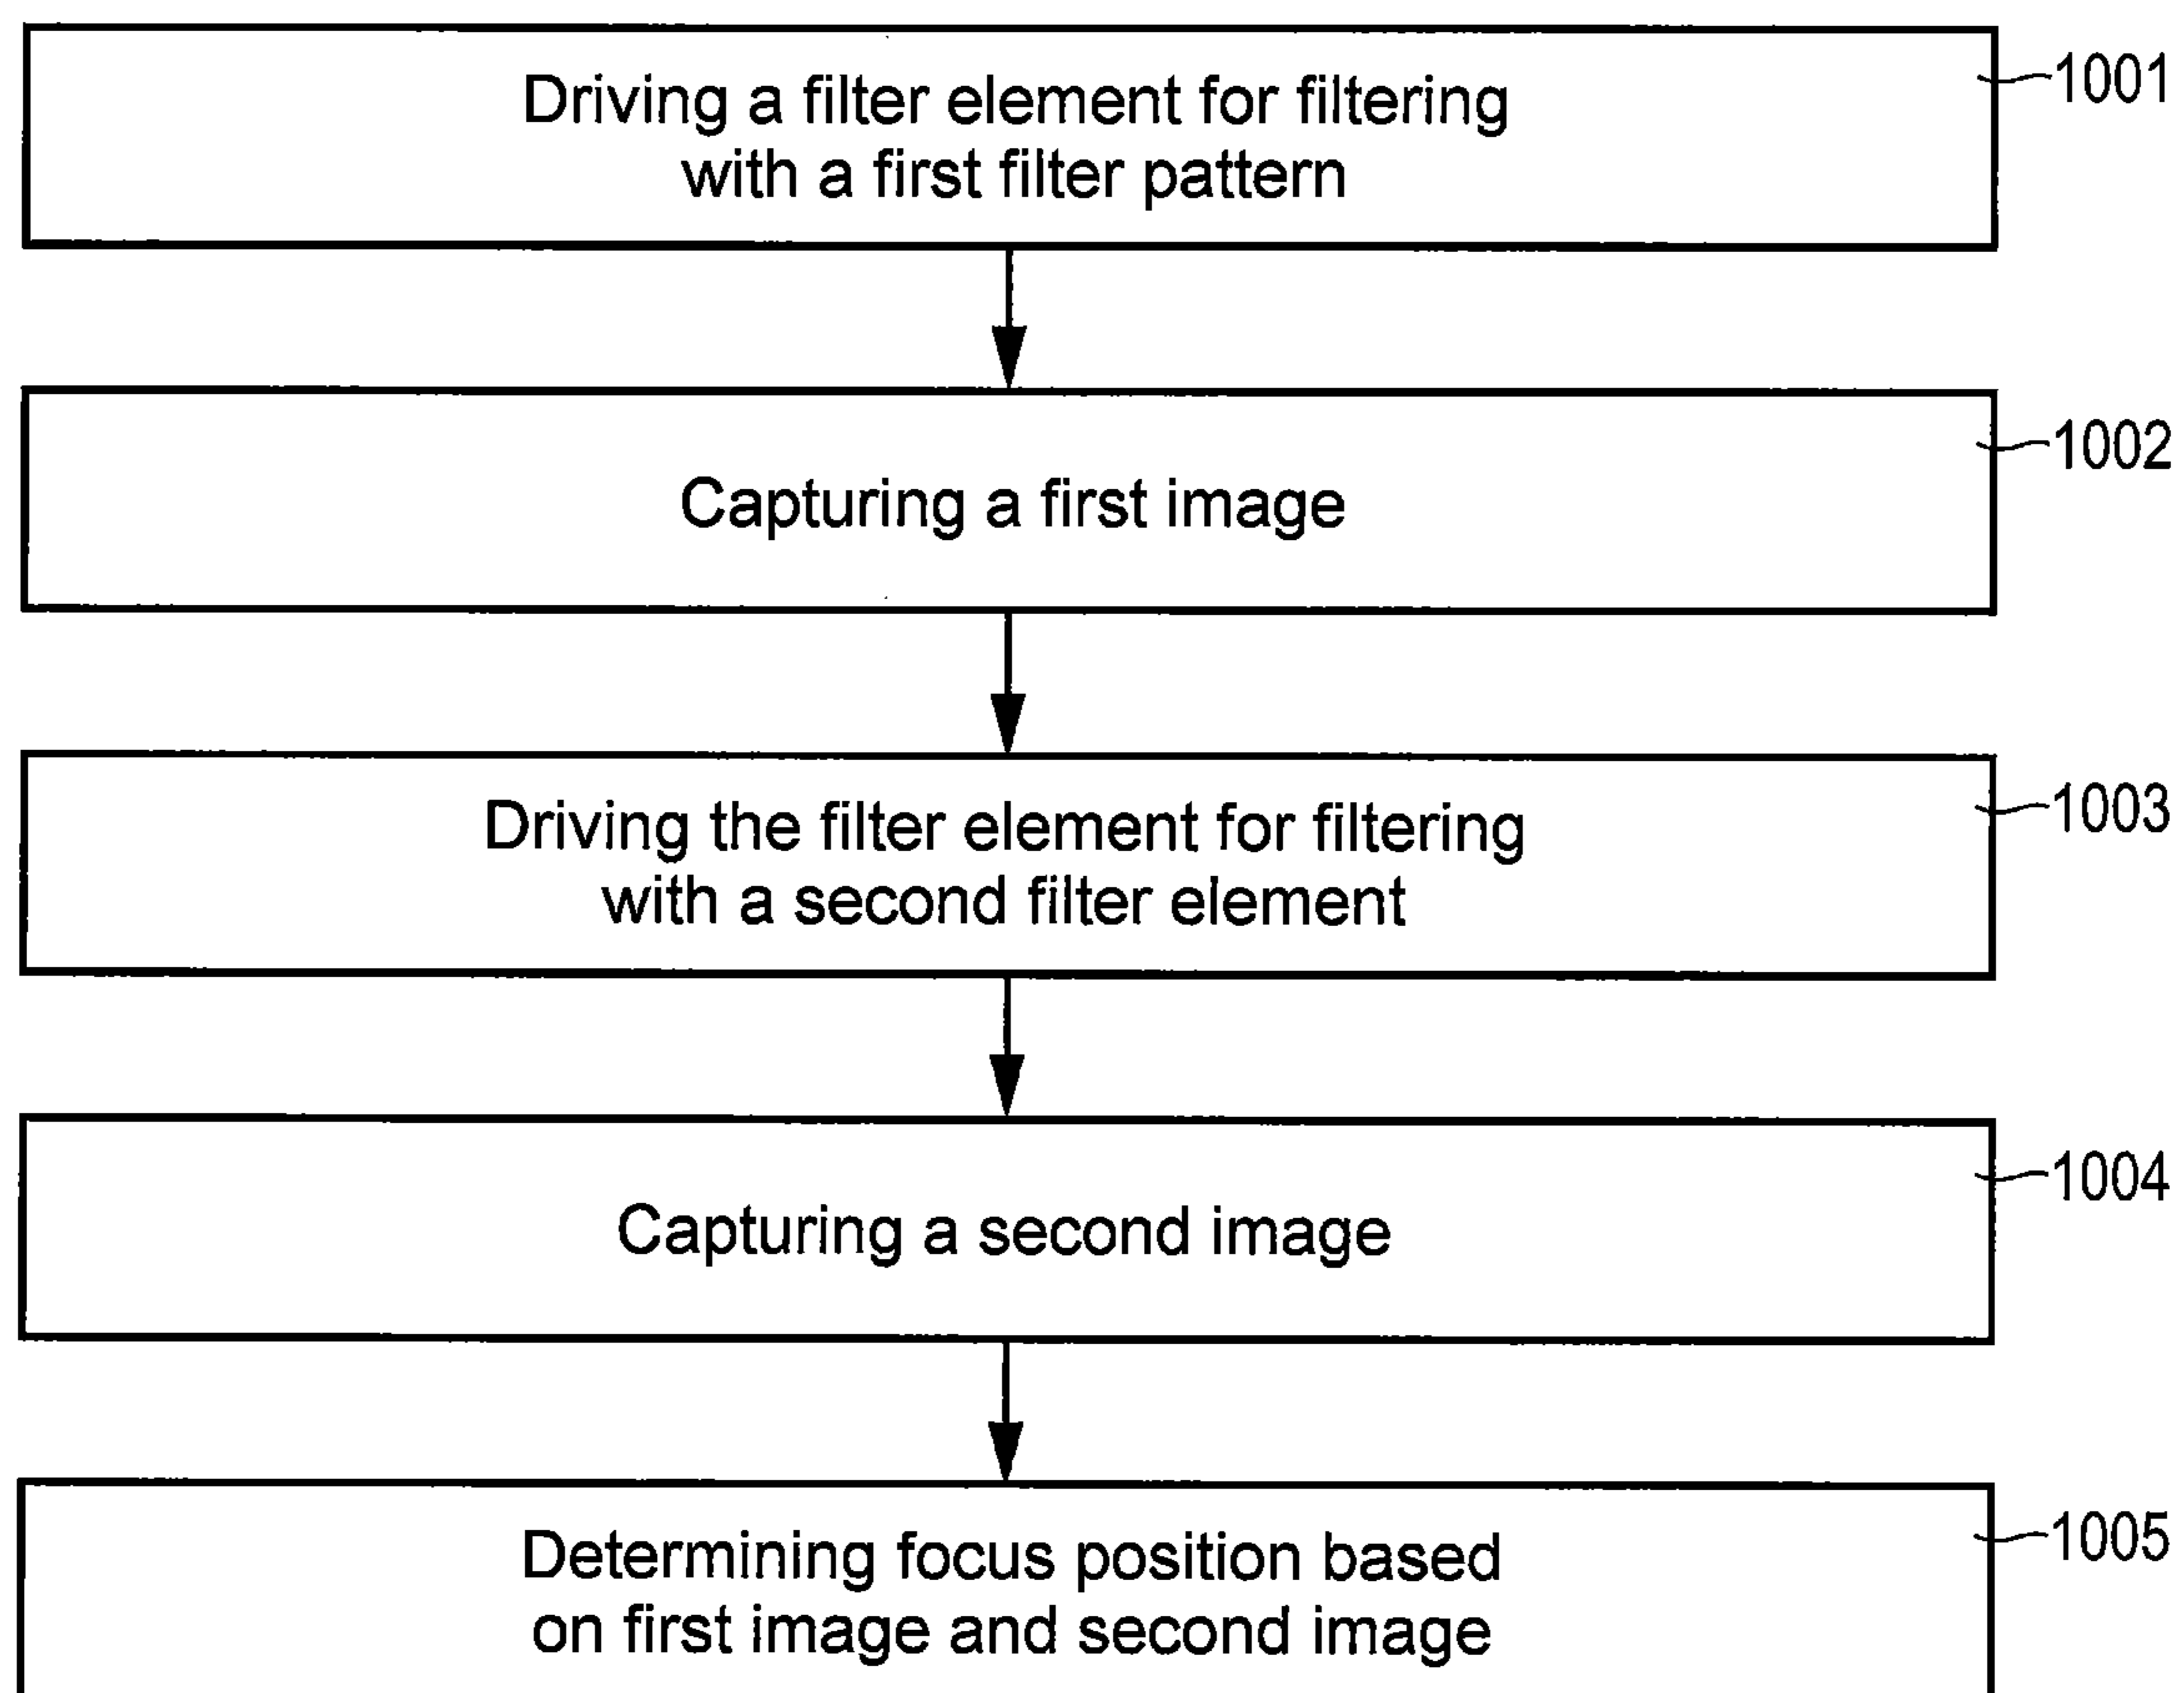 Driving a filter element for filtering
with a first filter pattern
1001
Capturing a first image
1002
Driving the filter element for filtering
with a second filter element
1003
Capturing a second image
1004
Determining focus position based
on first image and second image
1005